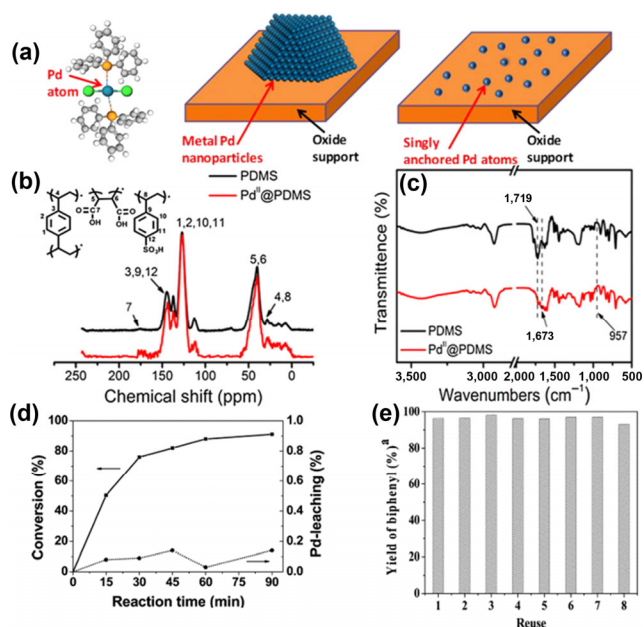 (a)
Pd
atom
Metal Pd
nanoparticles
Oxide
support
Singly
anchored Pd atoms
Oxide
support
(b)
PDMS
Pd^II@PDMS
1
2
3
4
5
6
7
8
9
10
11
12
O
OH
O
OH
SO3H
1,2,10,11
3,9,12
5,6
7
4,8
250 200 150 100 50 0
Chemical shift (ppm)
(c)
Transmittence (%)
1,719
1,673
957
PDMS
Pd^II@PDMS
3,600 3,000 2,000 1,500 1,000 500
Wavenumbers (cm−1)
(d)
Conversion (%)
100
80
60
40
20
0
Pd-leaching (%)
1.0
0.8
0.6
0.4
0.2
0.0
0 15 30 45 60 75 90
Reaction time (min)
(e)
Yield of biphenyl (%)a
100
80
60
40
20
0
1 2 3 4 5 6 7 8
Reuse